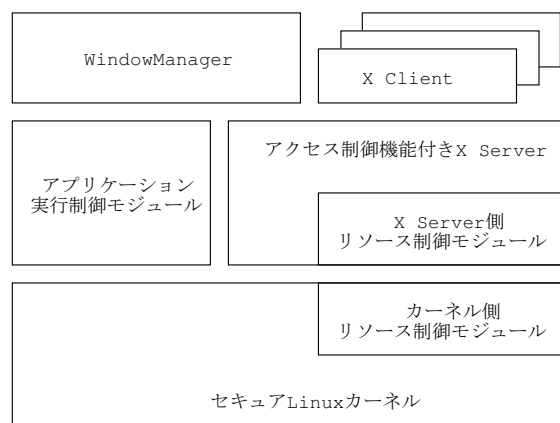 WindowManager
X Client
アプリケーション
実行制御モジュール
アクセス制御機能付きX Server
X Server側
リソース制御モジュール
カーネル側
リソース制御モジュール
セキュアLinuxカーネル